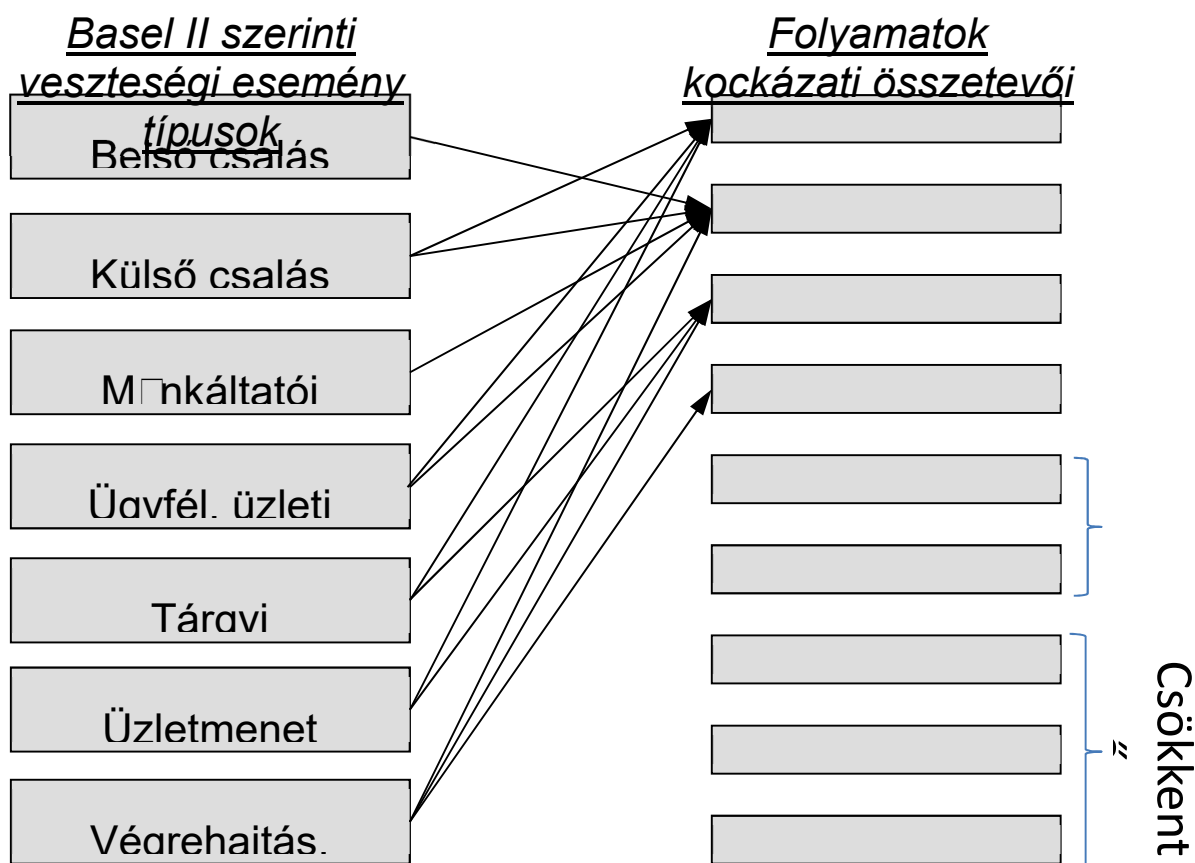 Basel II szerinti
veszteségi esemény
típusok
Belső csalás
Külső csalás
Ügyfél, üzleti
Tárgyi
Üzletmenet
Végrehajtás,
Folyamatok
kockázati összetevői
Csökkent